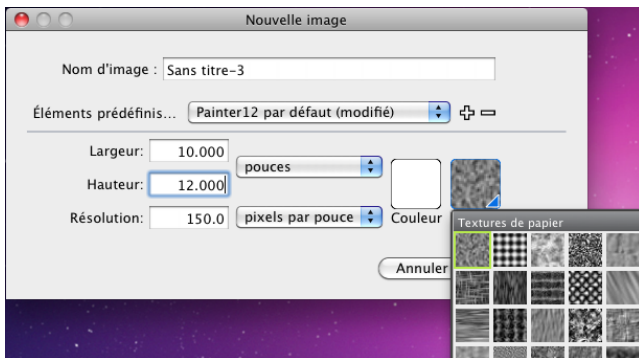 Nouvelle image
Nom d'image : Sans titre-3
Éléments prédéfinis... Painter12 par défaut (modifié)
Largeur: 10.000
pouces
Hauteur: 12.000
Résolution: 150.0 pixels par pouce Couleur
Textures de papier
Annuler